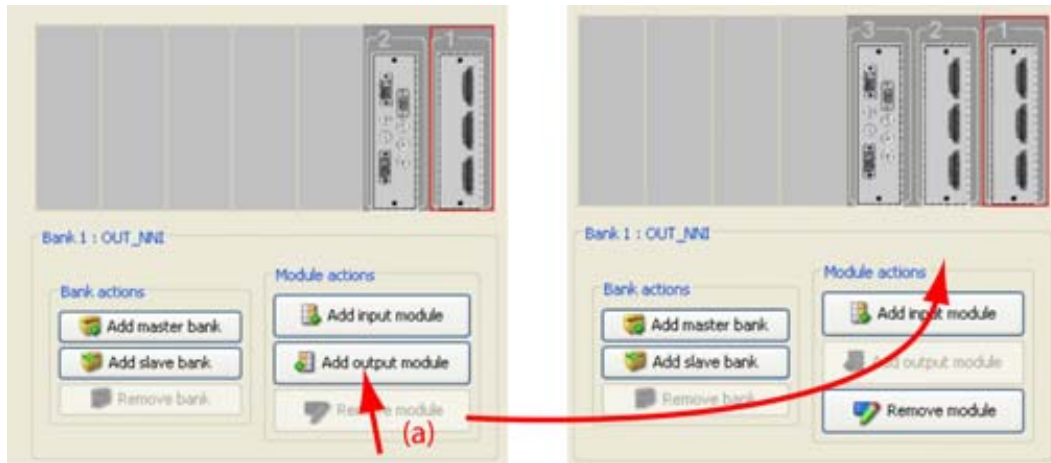 2 1
Bank 1 : OUT_NNI
Bank actions
Add master bank
Add slave bank
Remove bank
Module actions
Add input module
Add output module
Remove module
(a)
3 2 1
Bank 1 : OUT_NNI
Bank actions
Add master bank
Add slave bank
Remove bank
Module actions
Add input module
Add output module
Remove module